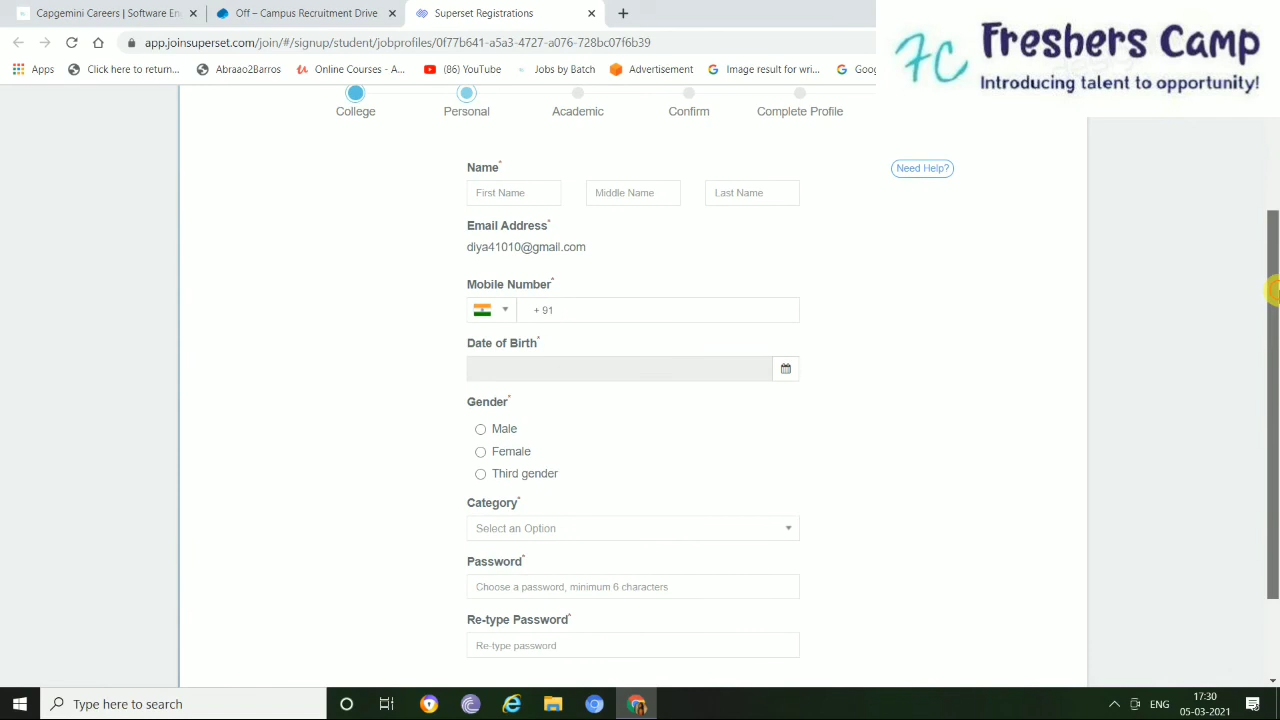 Capgemini Careers | Software En
Off – Campus Recruitment Drive
Superset Registrations
app.joinsuperset.com/join/#/signup/student/jobprofiles/0f77b641-a5a3-4727-a076-728bc07f6b39
Apps
Click here to remi...
Abrao2Barros
Online Co
(86) YouTube
Jobs by Batch
Advertisement
Image result for wri...
Goog
FC
Freshers Camp
Introducing talent to opportunity!
College
Personal
Academic
Confirm
Complete Profile
Name*
Need Help?
First Name
Middle Name
Last Name
Email Address*
diya41010@gmail.com
Mobile Number*
+ 91
Date of Birth*
Gender*
Male
Female
Third gender
Category*
Select an Option
Password*
Choose a password, minimum 6 characters
Re-type Password*
Re-type password
Type here to search
ENG
17:30
05-03-2021